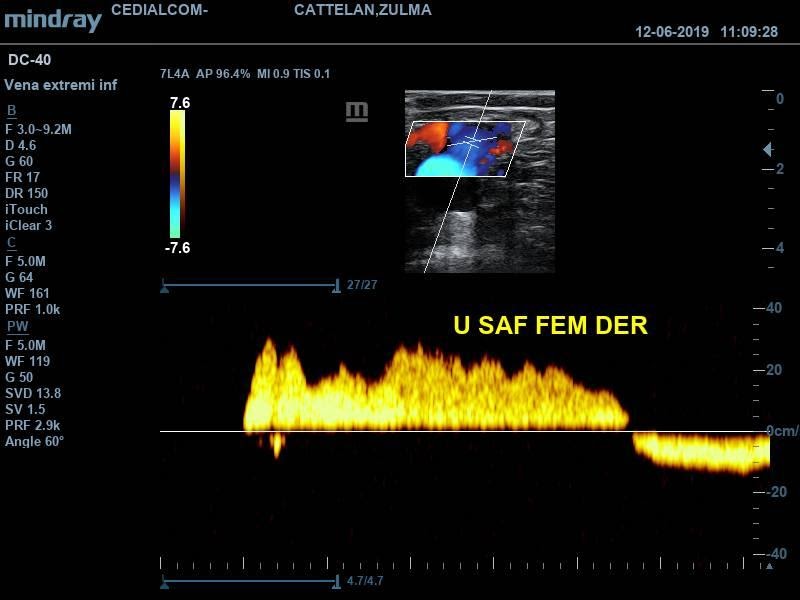 mindray CEDIALCOM- CATTELAN,ZULMA
12-06-2019 11:09:28
DC-40
Vena extremi inf
7L4A AP 96.4% MI 0.9 TIS 0.1
B
F 3.0~9.2M
D 4.6
G 60
FR 17
DR 150
iTouch
iClear 3
C
F 5.0M
G 64
WF 161
PRF 1.0k
PW
F 5.0M
WF 119
G 50
SVD 13.8
SV 1.5
PRF 2.9k
Angle 60°
7.6
-7.6
m
0
2
4
27/27
U SAF FEM DER
40
20
0cm/
-20
-40
4.7/4.7